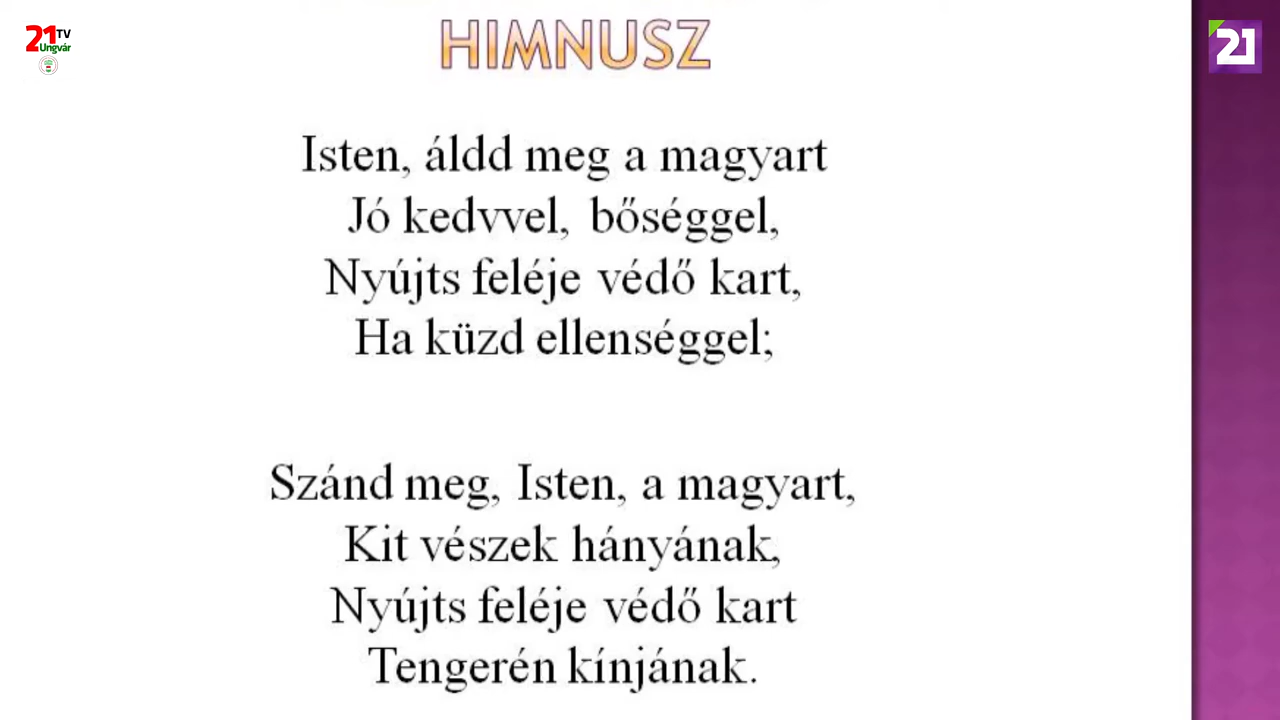 21 TV
Ungvár
21
HIMNUSZ
Isten, áldd meg a magyart
Jó kedvvel, bőséggel,
Nyújts feléje védő kart,
Ha küzd ellenséggel;
Szánd meg, Isten, a magyart,
Kit vészek hányának,
Nyújts feléje védő kart
Tengerén kínjának.